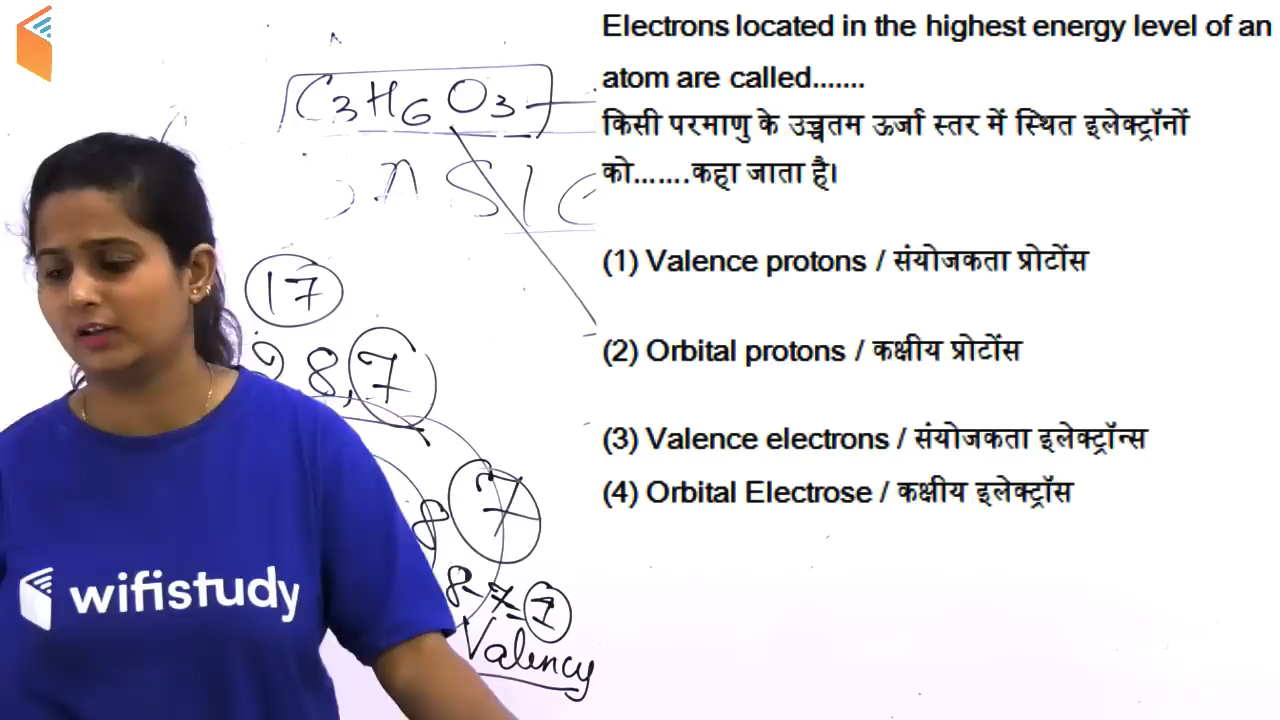 Electrons located in the highest energy level of an
atom are called.......
किसी परमाणु के उच्चतम ऊर्जा स्तर में स्थित इलेक्ट्रॉनों
को.......कहा जाता है।
(1) Valence protons / संयोजकता प्रोटोंस
(2) Orbital protons / कक्षीय प्रोटोंस
(3) Valence electrons / संयोजकता इलेक्ट्रॉन्स
(4) Orbital Electrose / कक्षीय इलेक्ट्रॉस
C3H6O3
17
8, 7
8 7
8-7=1
Valency
wifistudy